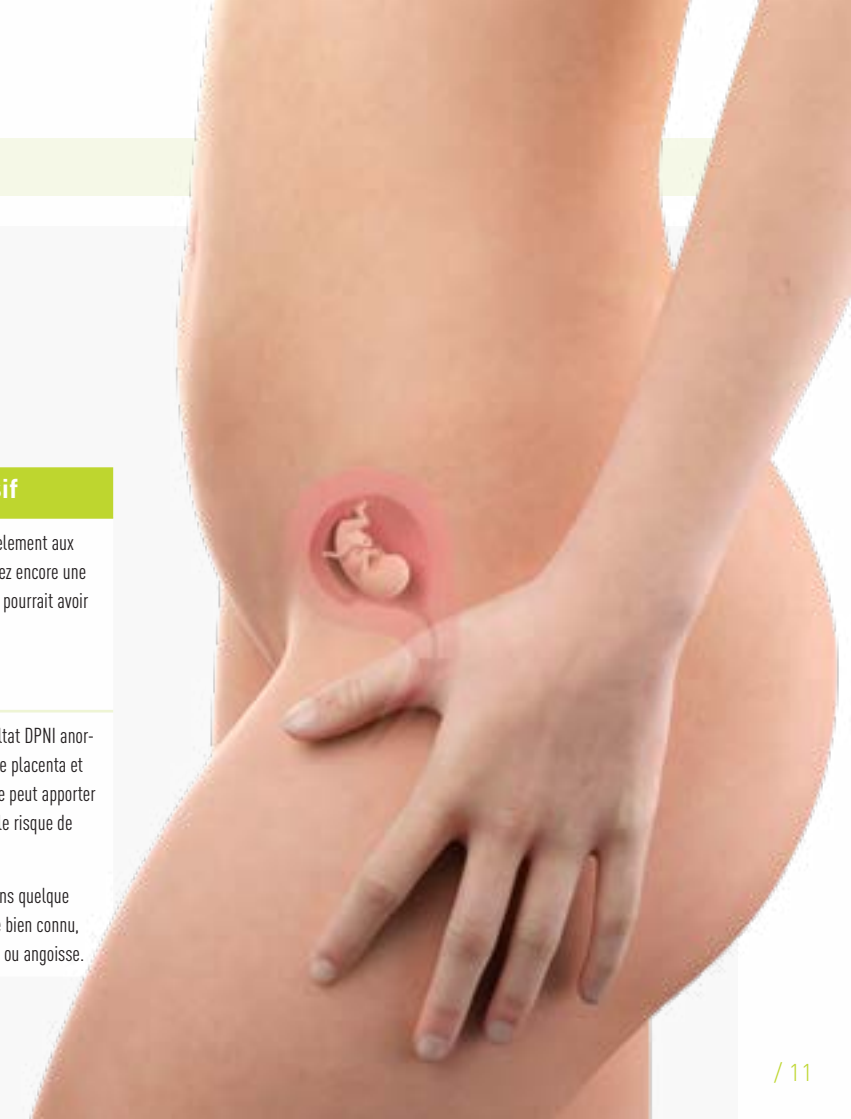 if
element aux
ez encore une
pourrait avoir
ltat DPNI anor-
e placenta et
e peut apporter
le risque de
ns quelque
bien connu,
ou angoisse.
/ 11